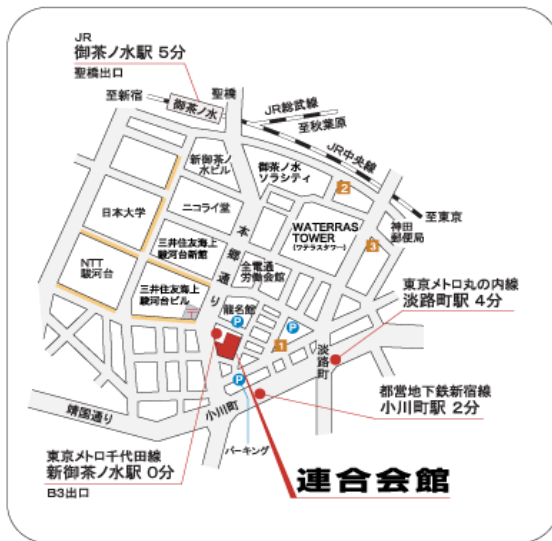 JR
御茶ノ水駅 5分
聖橋出口
聖橋
至新宿
御茶ノ水
JR総武線
至秋葉原
JR中央線
新御茶ノ
水ビル
御茶ノ水
ソラシティ
2
至東京
日本大学
ニコライ堂
本郷通り
WATERRAS
TOWER
(ワテラスタワー)
神田
郵便局
3
三井住友海上
駿河台新館
全電通
労働会館
NTT
駿河台
三井住友海上
駿河台ビル
龍名館
P
P
1
東京メトロ丸の内線
淡路町駅 4分
淡路町
P
都営地下鉄新宿線
小川町駅 2分
靖国通り
小川町
パーキング
東京メトロ千代田線
新御茶ノ水駅 0分
B3出口
連合会館